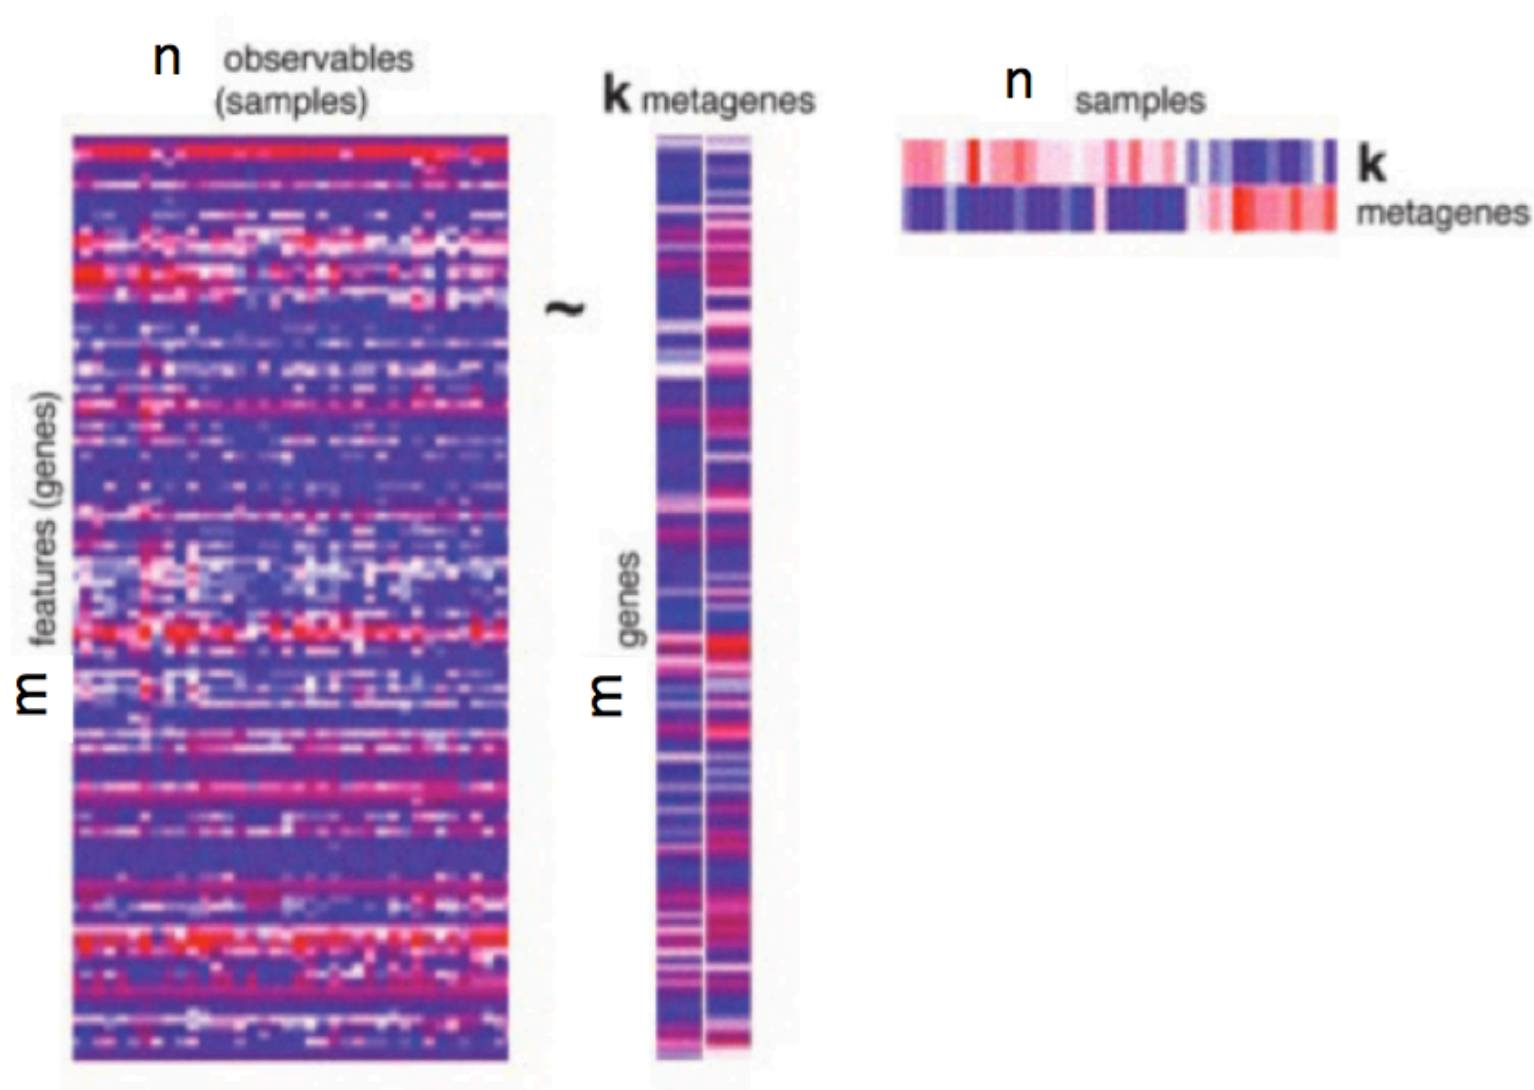 n observables
(samples)
k metagenes
n samples
k
metagenes
~
features (genes)
m
genes
m